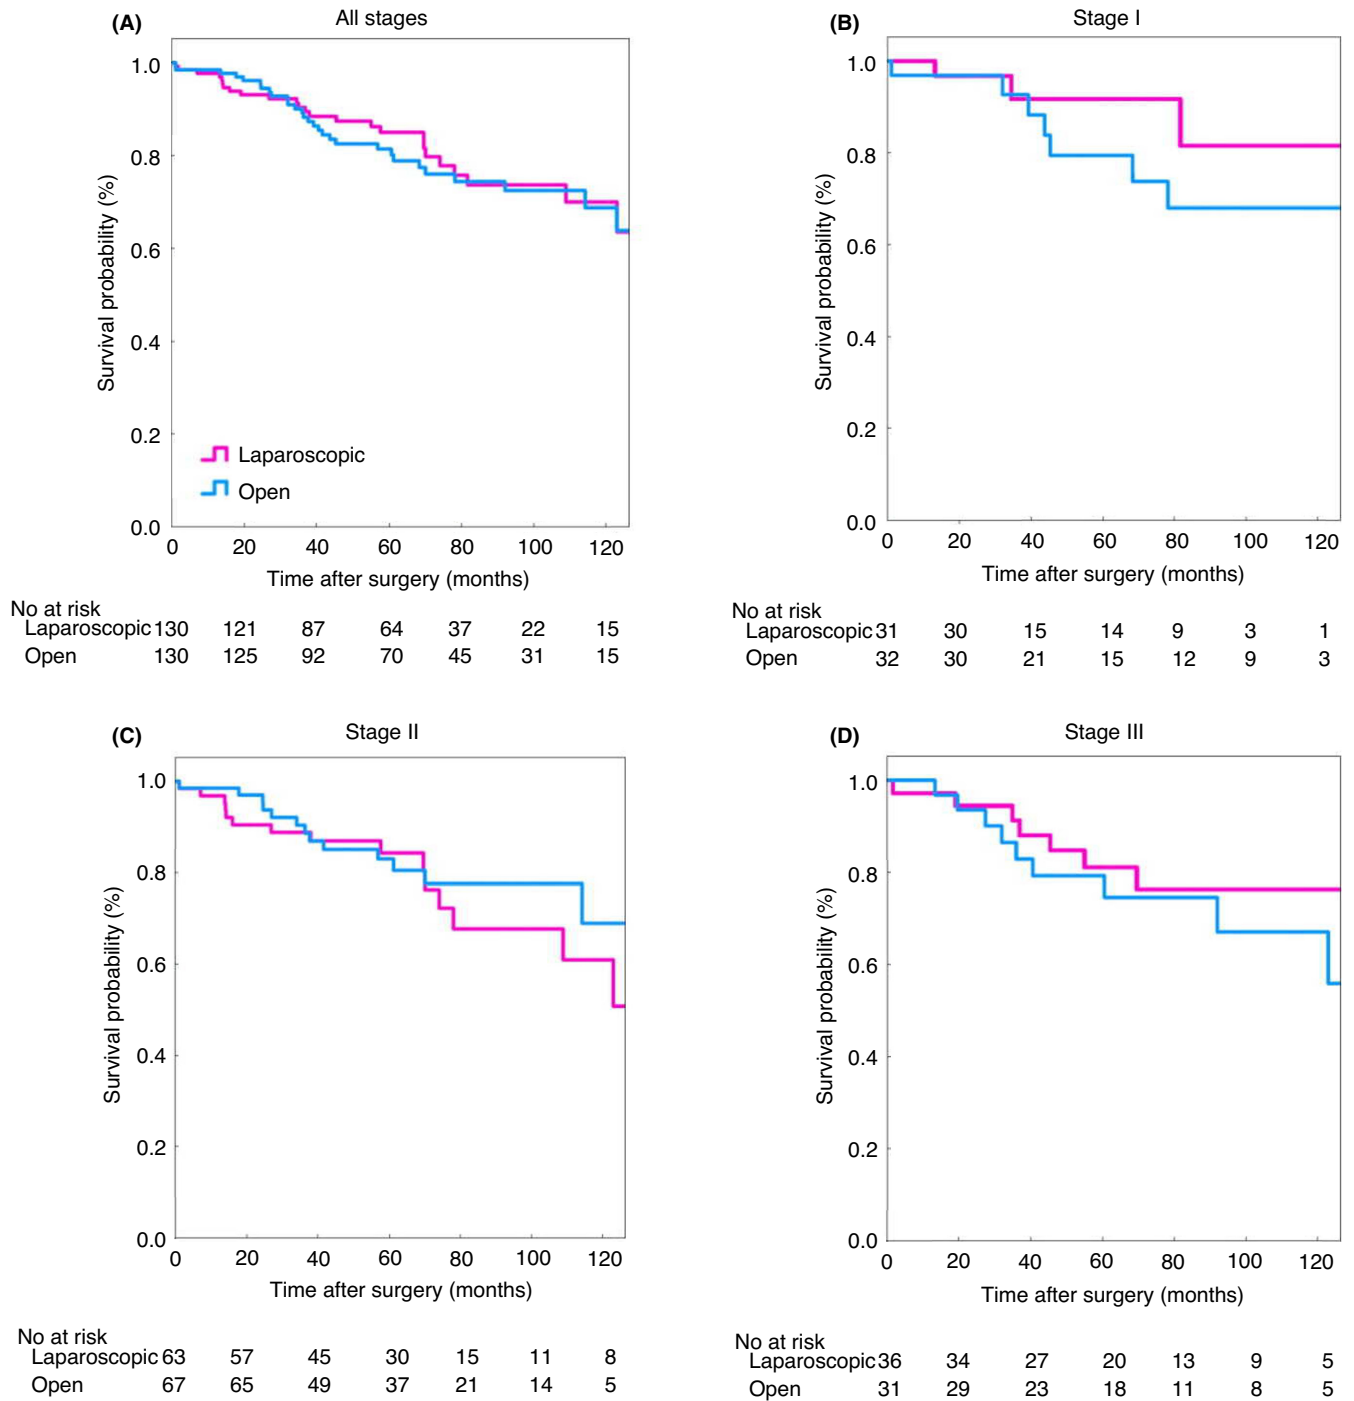 (A) All stages
1.0
0.8
0.6
0.4
0.2
0.0
Survival probability (%)
Laparoscopic
Open
0 20 40 60 80 100 120
Time after surgery (months)
No at risk
Laparoscopic 130 121 87 64 37 22 15
Open 130 125 92 70 45 31 15
(B) Stage I
1.0
0.8
0.6
0.4
0.2
0.0
Survival probability (%)
0 20 40 60 80 100 120
Time after surgery (months)
No at risk
Laparoscopic 31 30 15 14 9 3 1
Open 32 30 21 15 12 9 3
(C) Stage II
1.0
0.8
0.6
0.4
0.2
0.0
Survival probability (%)
0 20 40 60 80 100 120
Time after surgery (months)
No at risk
Laparoscopic 63 57 45 30 15 11 8
Open 67 65 49 37 21 14 5
(D) Stage III
1.0
0.8
0.6
0.4
0.2
0.0
Survival probability (%)
0 20 40 60 80 100 120
Time after surgery (months)
No at risk
Laparoscopic 36 34 27 20 13 9 5
Open 31 29 23 18 11 8 5